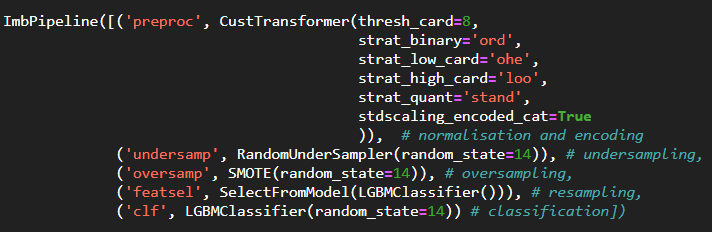 ImbPipeline([('preproc', CustTransformer(thresh_card=8,
strat_binary='ord',
strat_low_card='ohe',
strat_high_card='loo',
strat_quant='stand',
stdscaling_encoded_cat=True
)), # normalisation and encoding
('undersamp', RandomUnderSampler(random_state=14)), # undersampling,
('oversamp', SMOTE(random_state=14)), # oversampling,
('featsel', SelectFromModel(LGBMClassifier())), # resampling,
('clf', LGBMClassifier(random_state=14)) # classification])